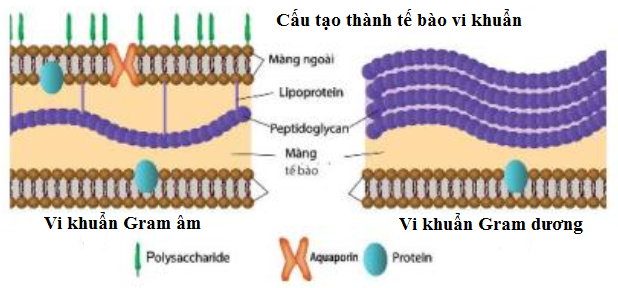 Cấu tạo thành tế bào vi khuẩn
Màng ngoài
Lipoprotein
Peptidoglycan
Màng
tế bào
Vi khuẩn Gram âm
Vi khuẩn Gram dương
Polysaccharide
Aquaporin
Protein